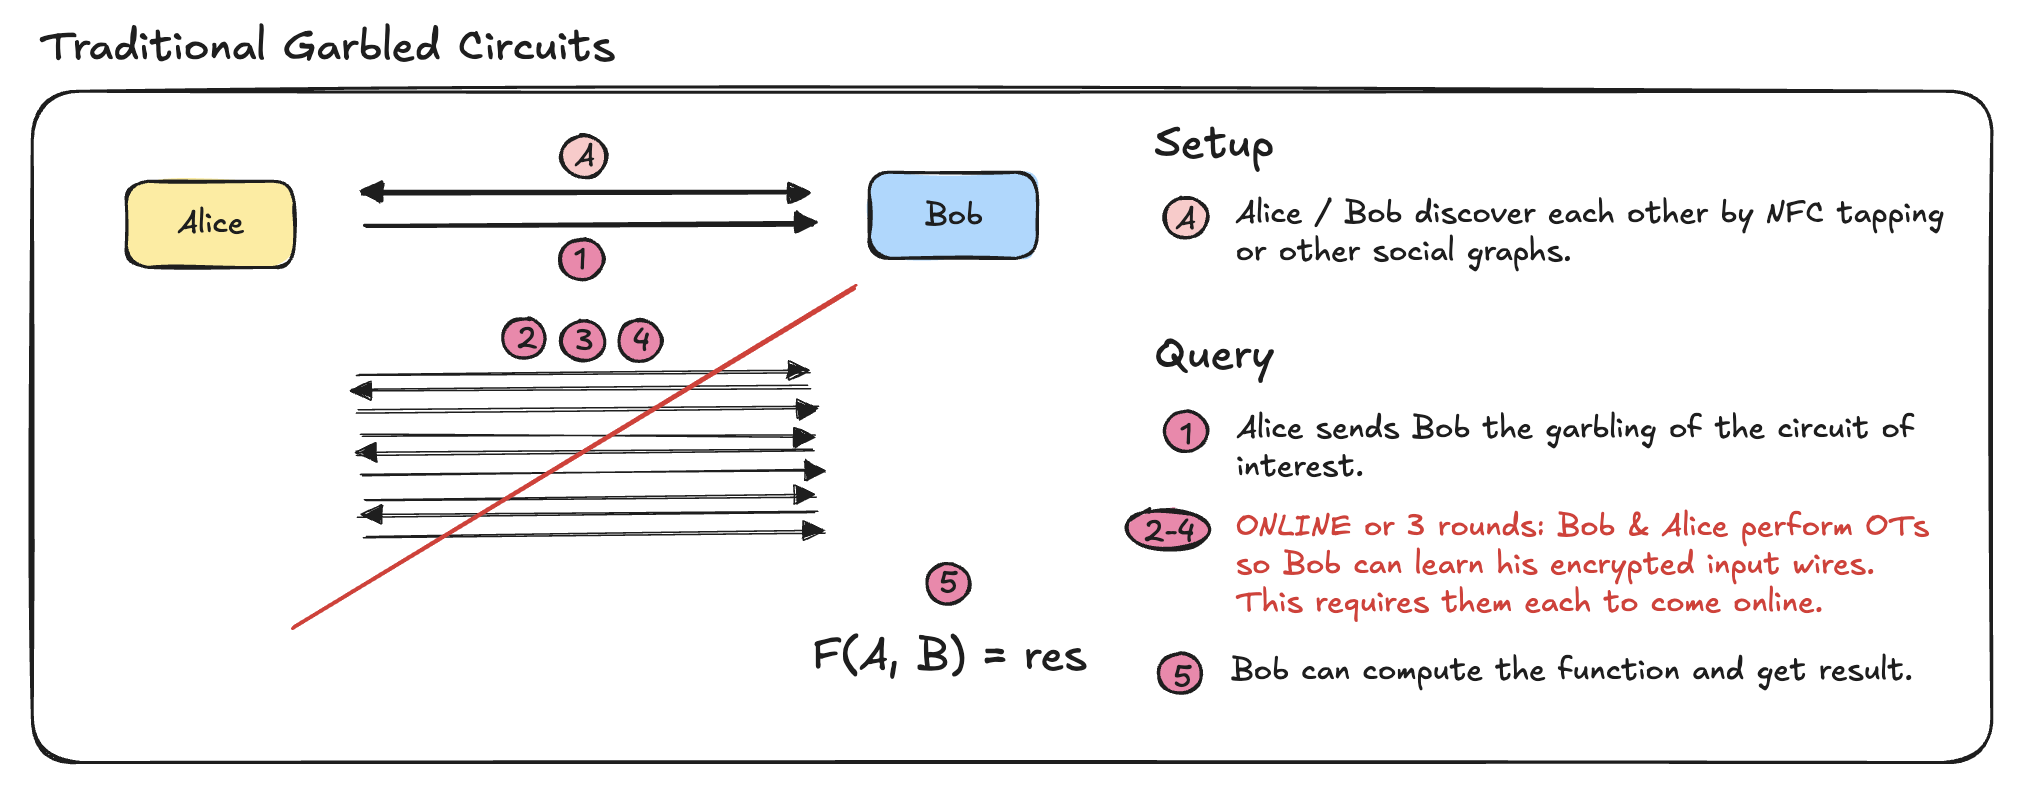 Traditional Garbled Circuits
A
Alice
Bob
1
2 3 4
5
F(A, B) = res
Setup
A Alice / Bob discover each other by NFC tapping
or other social graphs.
Query
1 Alice sends Bob the garbling of the circuit of
interest.
2-4 ONLINE or 3 rounds: Bob & Alice perform OTs
so Bob can learn his encrypted input wires.
This requires them each to come online.
5 Bob can compute the function and get result.